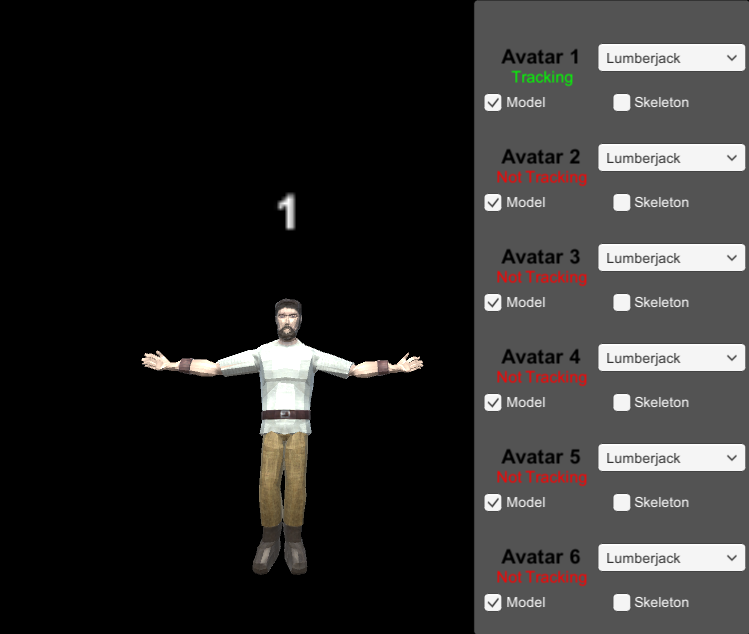 1
Avatar 1
Lumberjack
Tracking
Model
Skeleton
Avatar 2
Lumberjack
Not Tracking
Model
Skeleton
Avatar 3
Lumberjack
Not Tracking
Model
Skeleton
Avatar 4
Lumberjack
Not Tracking
Model
Skeleton
Avatar 5
Lumberjack
Not Tracking
Model
Skeleton
Avatar 6
Lumberjack
Not Tracking
Model
Skeleton